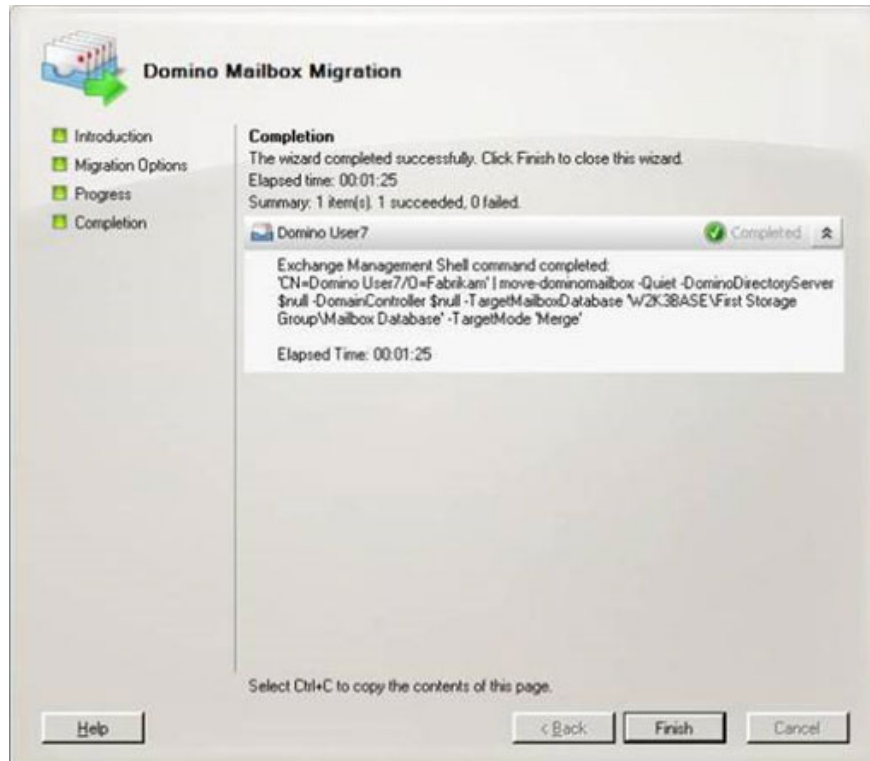 Domino Mailbox Migration
Introduction
Migration Options
Progress
Completion
Completion
The wizard completed successfully. Click Finish to close this wizard.
Elapsed time: 00:01:25
Summary: 1 item(s). 1 succeeded, 0 failed.
Domino User7
Completed
Exchange Management Shell command completed:
'CN=Domino User7/O=Fabrikam' | move-dominomailbox -Quiet -DominoDirectoryServer
$null -DomainController $null -TargetMailboxDatabase 'W2K3BASE\First Storage
Group\Mailbox Database' -TargetMode 'Merge'
Elapsed Time: 00:01:25
Select Ctrl+C to copy the contents of this page.
Help
< Back
Finish
Cancel